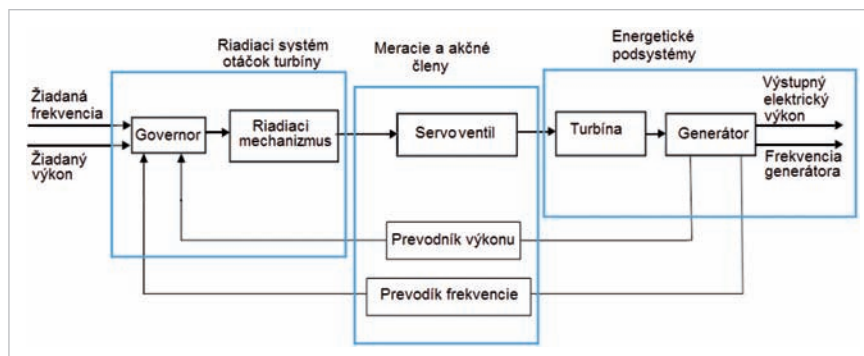 Riadiaci systém
otáčok turbíny
Meracie a akčné
členy
Energetické
podsystémy
Žiadaná
frekvencia
Žiadaný
výkon
Governor
Riadiaci
mechanizmus
Servoventil
Turbína
Generátor
Výstupný
elektrický
výkon
Frekvencia
generátora
Prevodník výkonu
Prevodík frekvencie